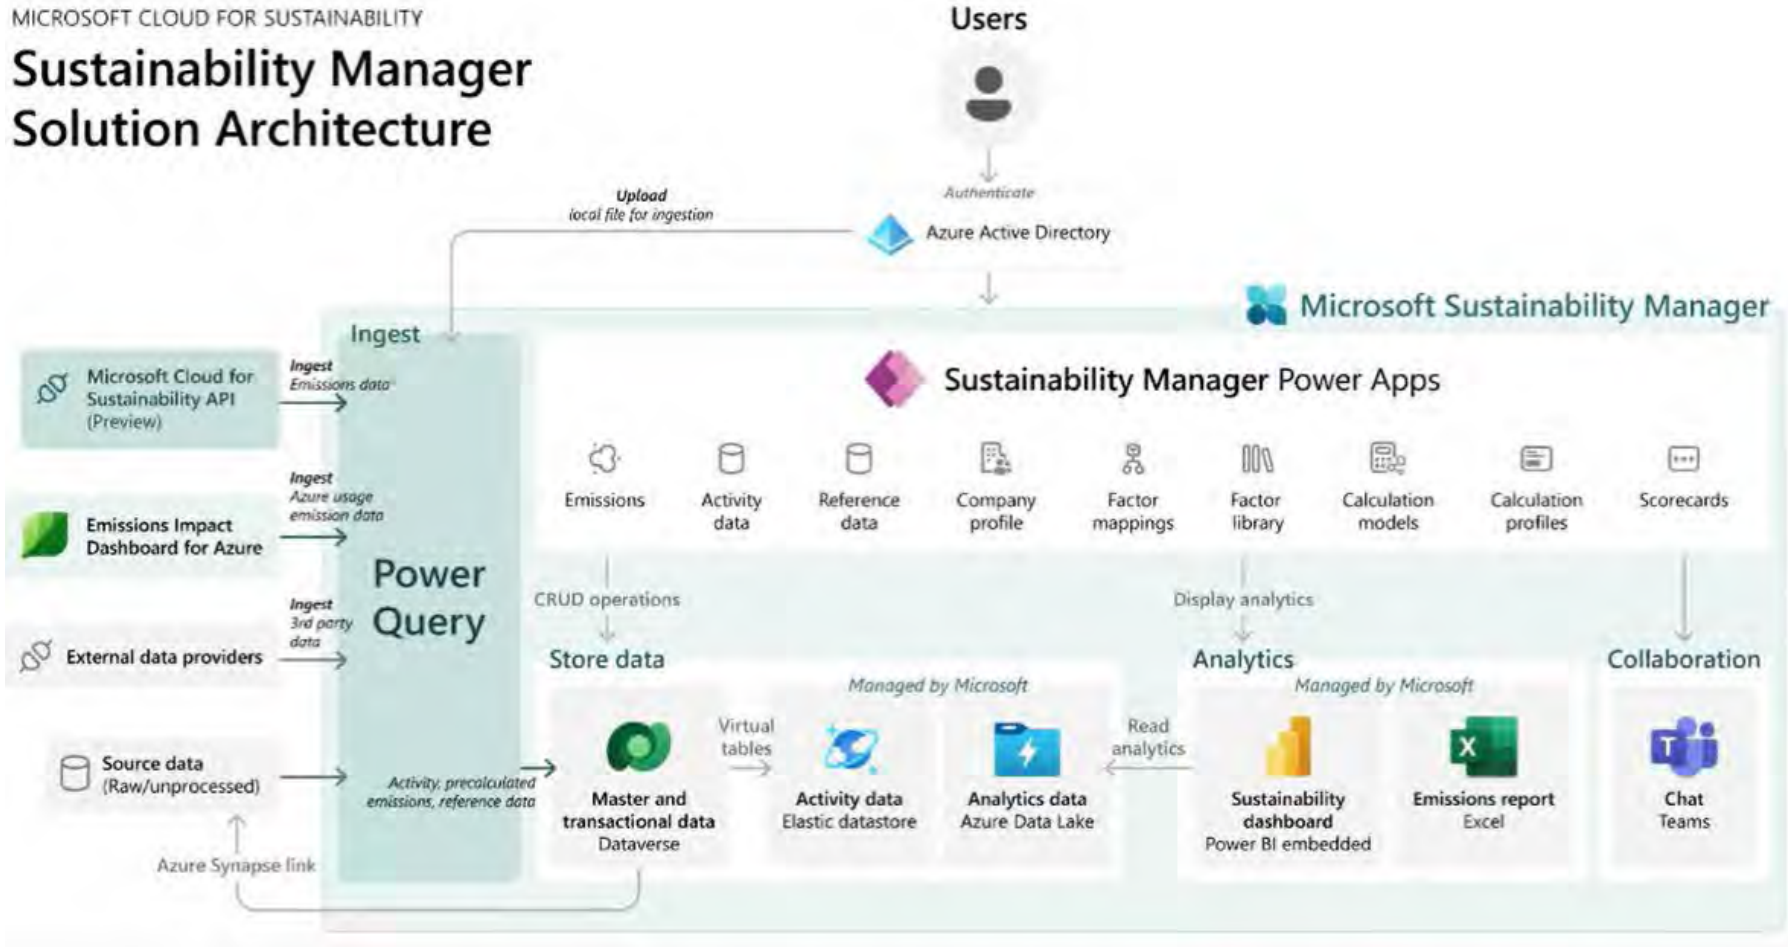 MICROSOFT CLOUD FOR SUSTAINABILITY
Sustainability Manager
Solution Architecture
Users
Authenticate
Azure Active Directory
Upload
local file for ingestion
Microsoft Sustainability Manager
Ingest
Power
Query
Microsoft Cloud for
Sustainability API
(Preview)
Ingest
Emissions data
Emissions Impact
Dashboard for Azure
Ingest
Azure usage
emission data
External data providers
Ingest
3rd party
data
Source data
(Raw/unprocessed)
Azure Synapse link
Activity, precalculated
emissions, reference data
Sustainability Manager Power Apps
Emissions
Activity
data
Reference
data
Company
profile
Factor
mappings
Factor
library
Calculation
models
Calculation
profiles
Scorecards
CRUD operations
Display analytics
Store data
Managed by Microsoft
Master and
transactional data
Dataverse
Virtual
tables
Activity data
Elastic datastore
Analytics data
Azure Data Lake
Read
analytics
Analytics
Managed by Microsoft
Sustainability
dashboard
Power BI embedded
X
Emissions report
Excel
Collaboration
T
Chat
Teams